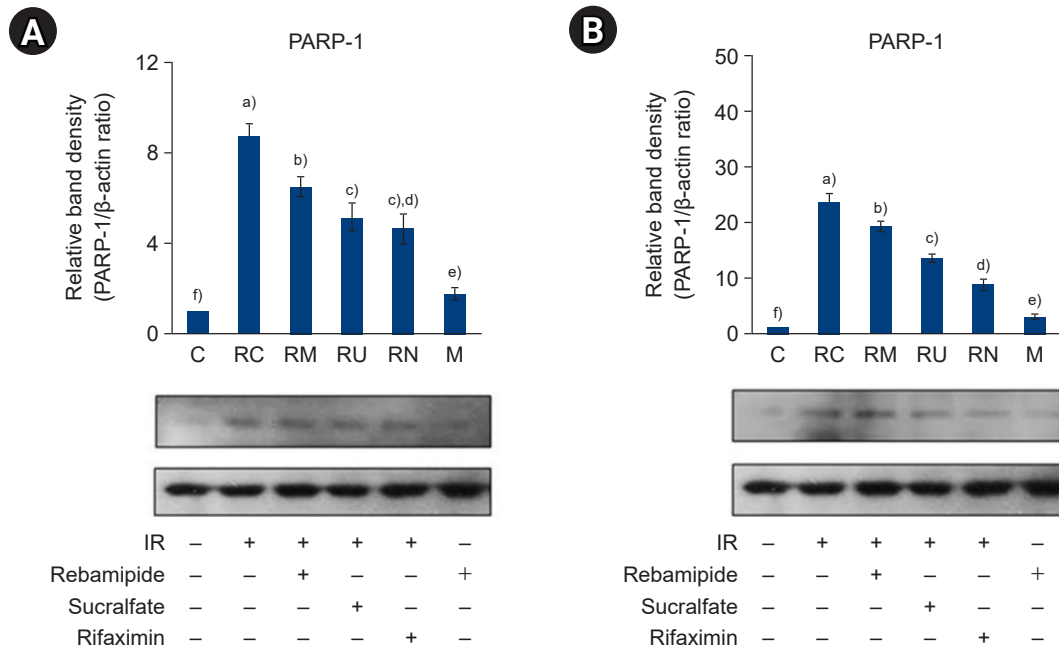 A
PARP-1
Relative band density
(PARP-1/β-actin ratio)
12
8
4
0
f)
a)
b)
c)
c),d)
e)
C RC RM RU RN M
IR – + + + + –
Rebamipide – – + – – +
Sucralfate – – – + – –
Rifaximin – – – – + –
B
PARP-1
Relative band density
(PARP-1/β-actin ratio)
50
40
30
20
10
0
f)
a)
b)
c)
d)
e)
C RC RM RU RN M
IR – + + + + –
Rebamipide – – + – – +
Sucralfate – – – + – –
Rifaximin – – – – + –